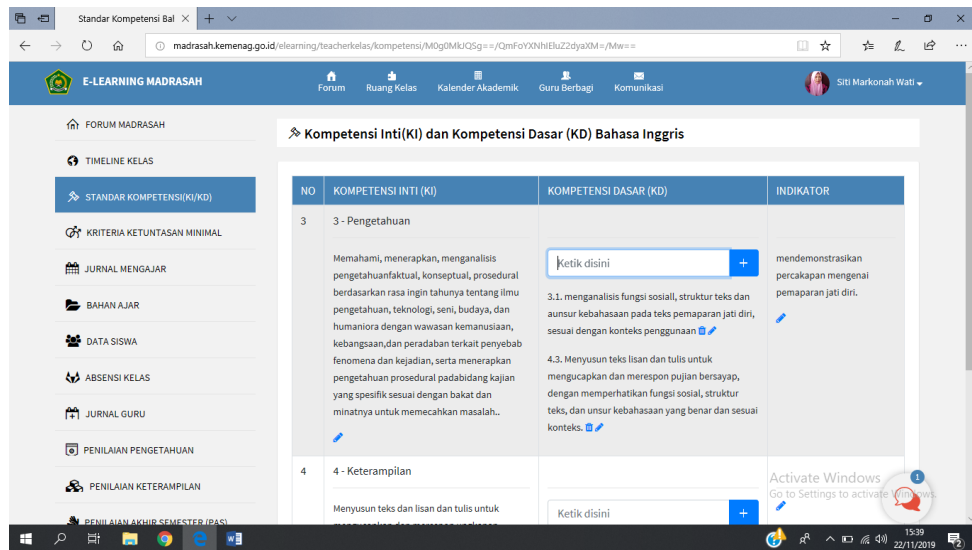 Standar Kompetensi Bal
madrasah.kemenag.go.id/elearning/teacherkelas/kompetensi/M0g0MkJQSg==/QmFoYXNhIEluZ2dyaXM=/Mw==
E-LEARNING MADRASAH
Forum
Ruang Kelas
Kalender Akademik
Guru Berbagi
Komunikasi
Siti Markonah Wati
FORUM MADRASAH
TIMELINE KELAS
STANDAR KOMPETENSI(KI/KD)
KRITERIA KETUNTASAN MINIMAL
JURNAL MENGAJAR
BAHAN AJAR
DATA SISWA
ABSENSI KELAS
JURNAL GURU
PENILAIAN PENGETAHUAN
PENILAIAN KETERAMPILAN
PENILAIAN AKHIR SEMESTER (PAS)
Kompetensi Inti(KI) dan Kompetensi Dasar (KD) Bahasa Inggris
NO
KOMPETENSI INTI (KI)
KOMPETENSI DASAR (KD)
INDIKATOR
3
3 - Pengetahuan
Memahami, menerapkan, menganalisis
pengetahuanfaktual, konseptual, prosedural
berdasarkan rasa ingin tahunya tentang ilmu
pengetahuan, teknologi, seni, budaya, dan
humaniora dengan wawasan kemanusiaan,
kebangsaan,dan peradaban terkait penyebab
fenomena dan kejadian, serta menerapkan
pengetahuan prosedural padabidang kajian
yang spesifik sesuai dengan bakat dan
minatnya untuk memecahkan masalah..
Ketik disini
+
3.1. menganalisis fungsi sosiall, struktur teks dan
aunsur kebahasaan pada teks pemaparan jati diri,
sesuai dengan konteks penggunaan
4.3. Menyusun teks lisan dan tulis untuk
mengucapkan dan merespon pujian bersayap,
dengan memperhatikan fungsi sosial, struktur
teks, dan unsur kebahasaan yang benar dan sesuai
konteks.
mendemonstrasikan
percakapan mengenai
pemaparan jati diri.
4
4 - Keterampilan
Menyusun teks dan lisan dan tulis untuk
Ketik disini
+
Activate Windows
Go to Settings to activate Windows.
1
15:39
22/11/2019
2